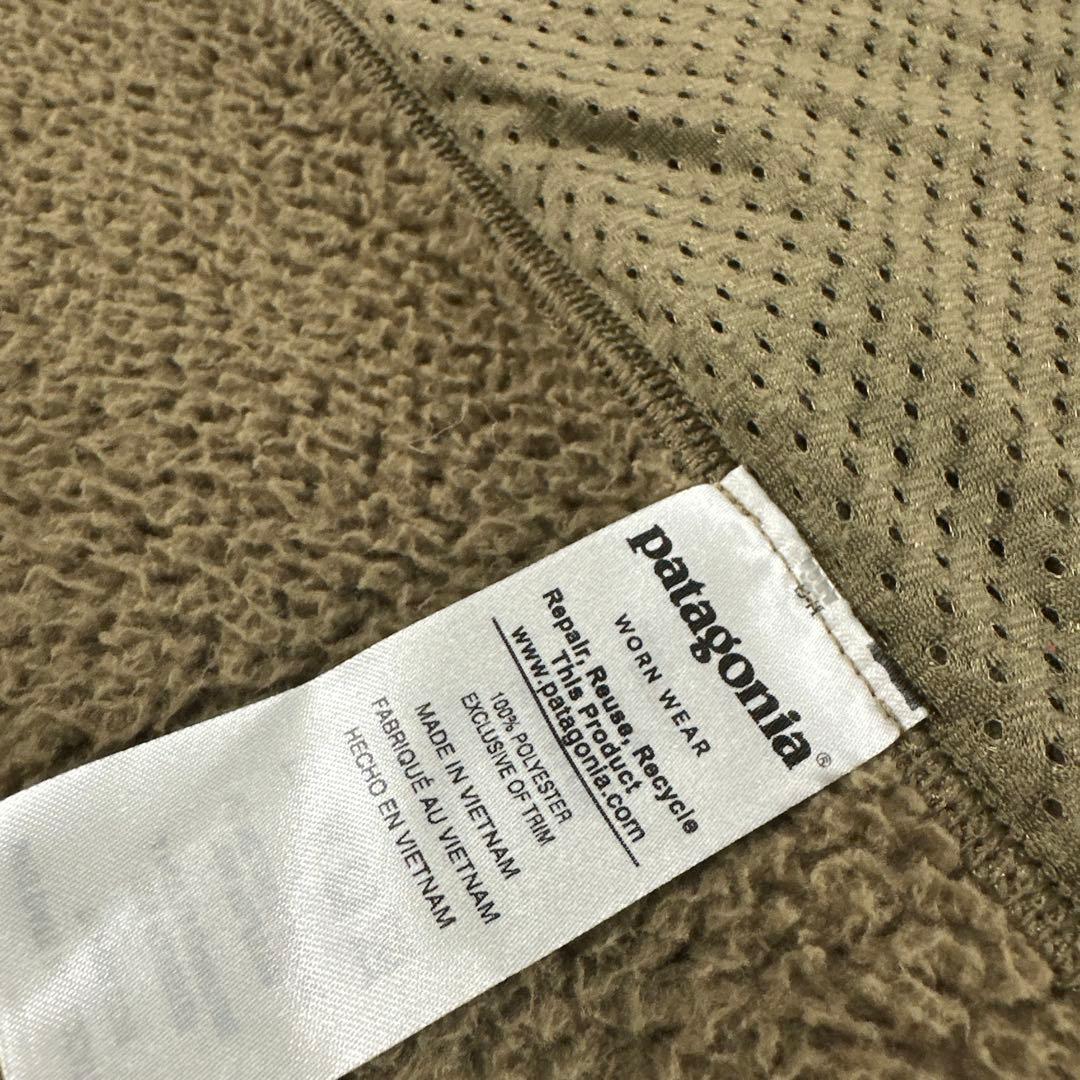 patagonia®
WORN WEAR
Repair, Reuse, Recycle
This Product
www.patagonia.com
100% POLYESTER
EXCLUSIVE OF TRIM
MADE IN VIETNAM
FABRIQUÉ AU VIETNAM
HECHO EN VIETNAM